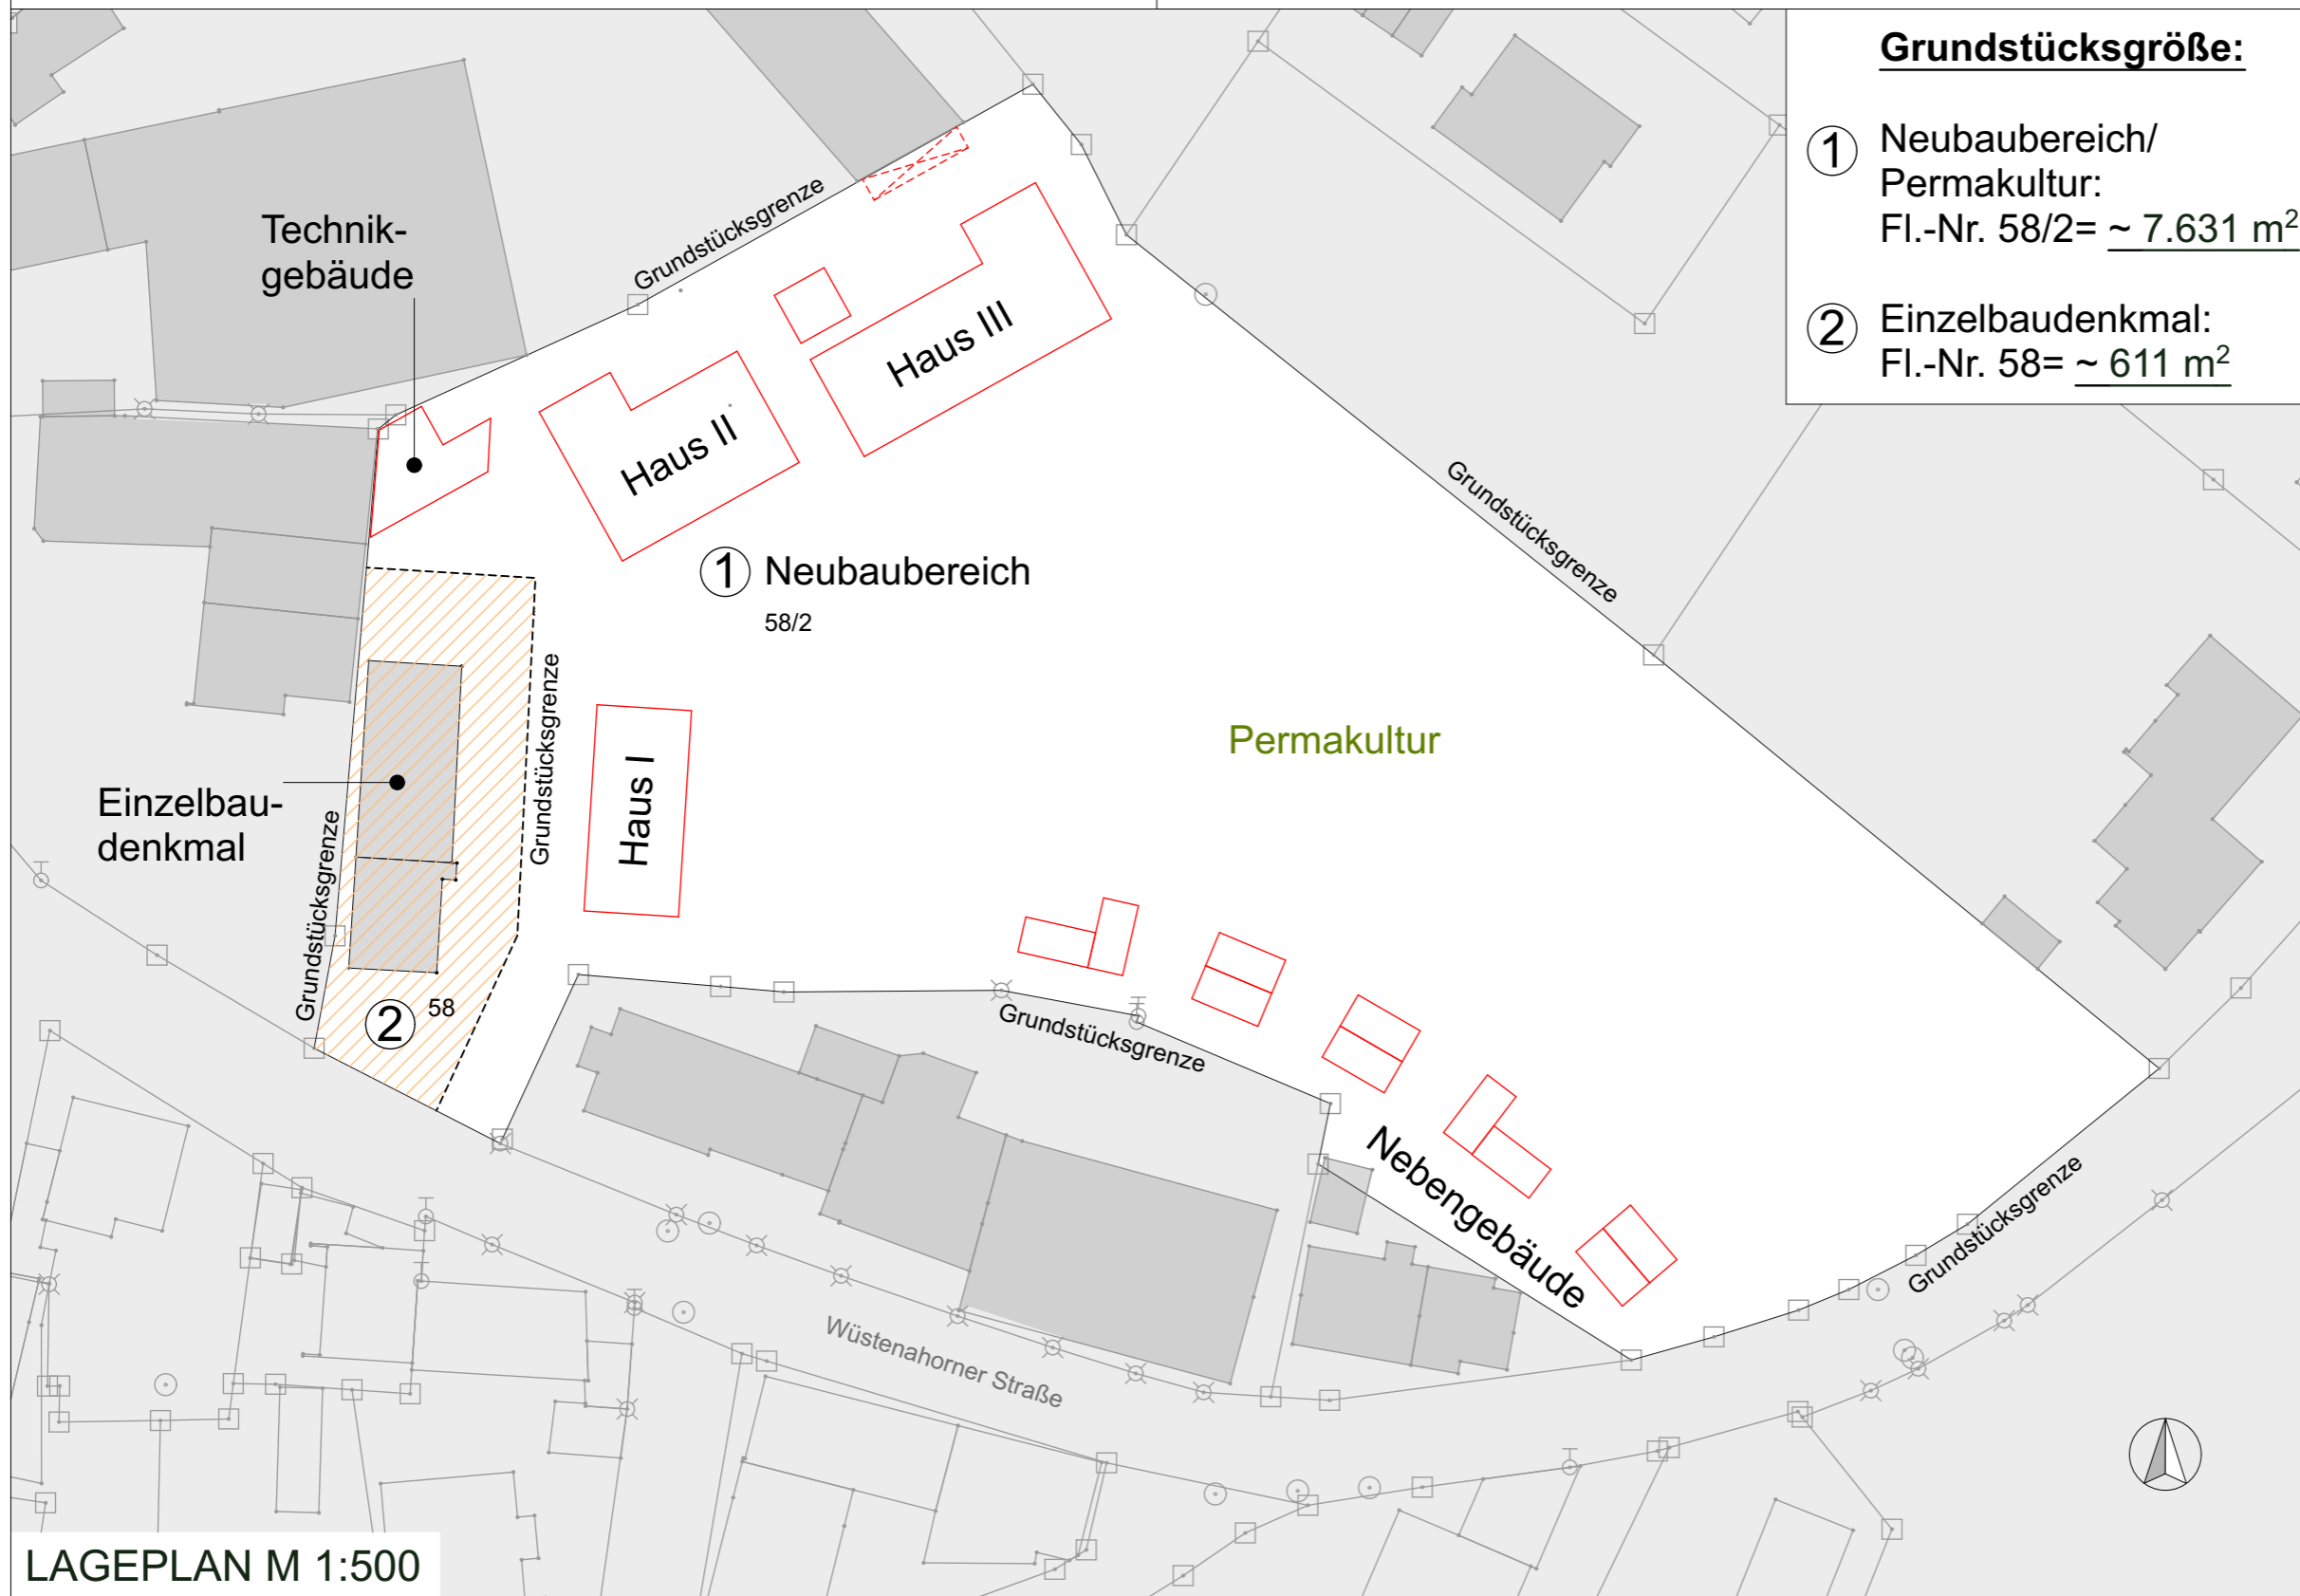 Grundstücksgröße:
① Neubaubereich/
Permakultur:
Fl.-Nr. 58/2= ~ 7.631 m²
② Einzelbaudenkmal:
Fl.-Nr. 58= ~ 611 m²
Technik-
gebäude
Grundstücksgrenze
Haus III
Haus II
Grundstücksgrenze
① Neubaubereich
58/2
Grundstücksgrenze
Permakultur
Haus I
Einzelbau-
denkmal
Grundstücksgrenze
② 58
Grundstücksgrenze
Nebengebäude
Grundstücksgrenze
Wüstenahorner Straße
LAGEPLAN M 1:500